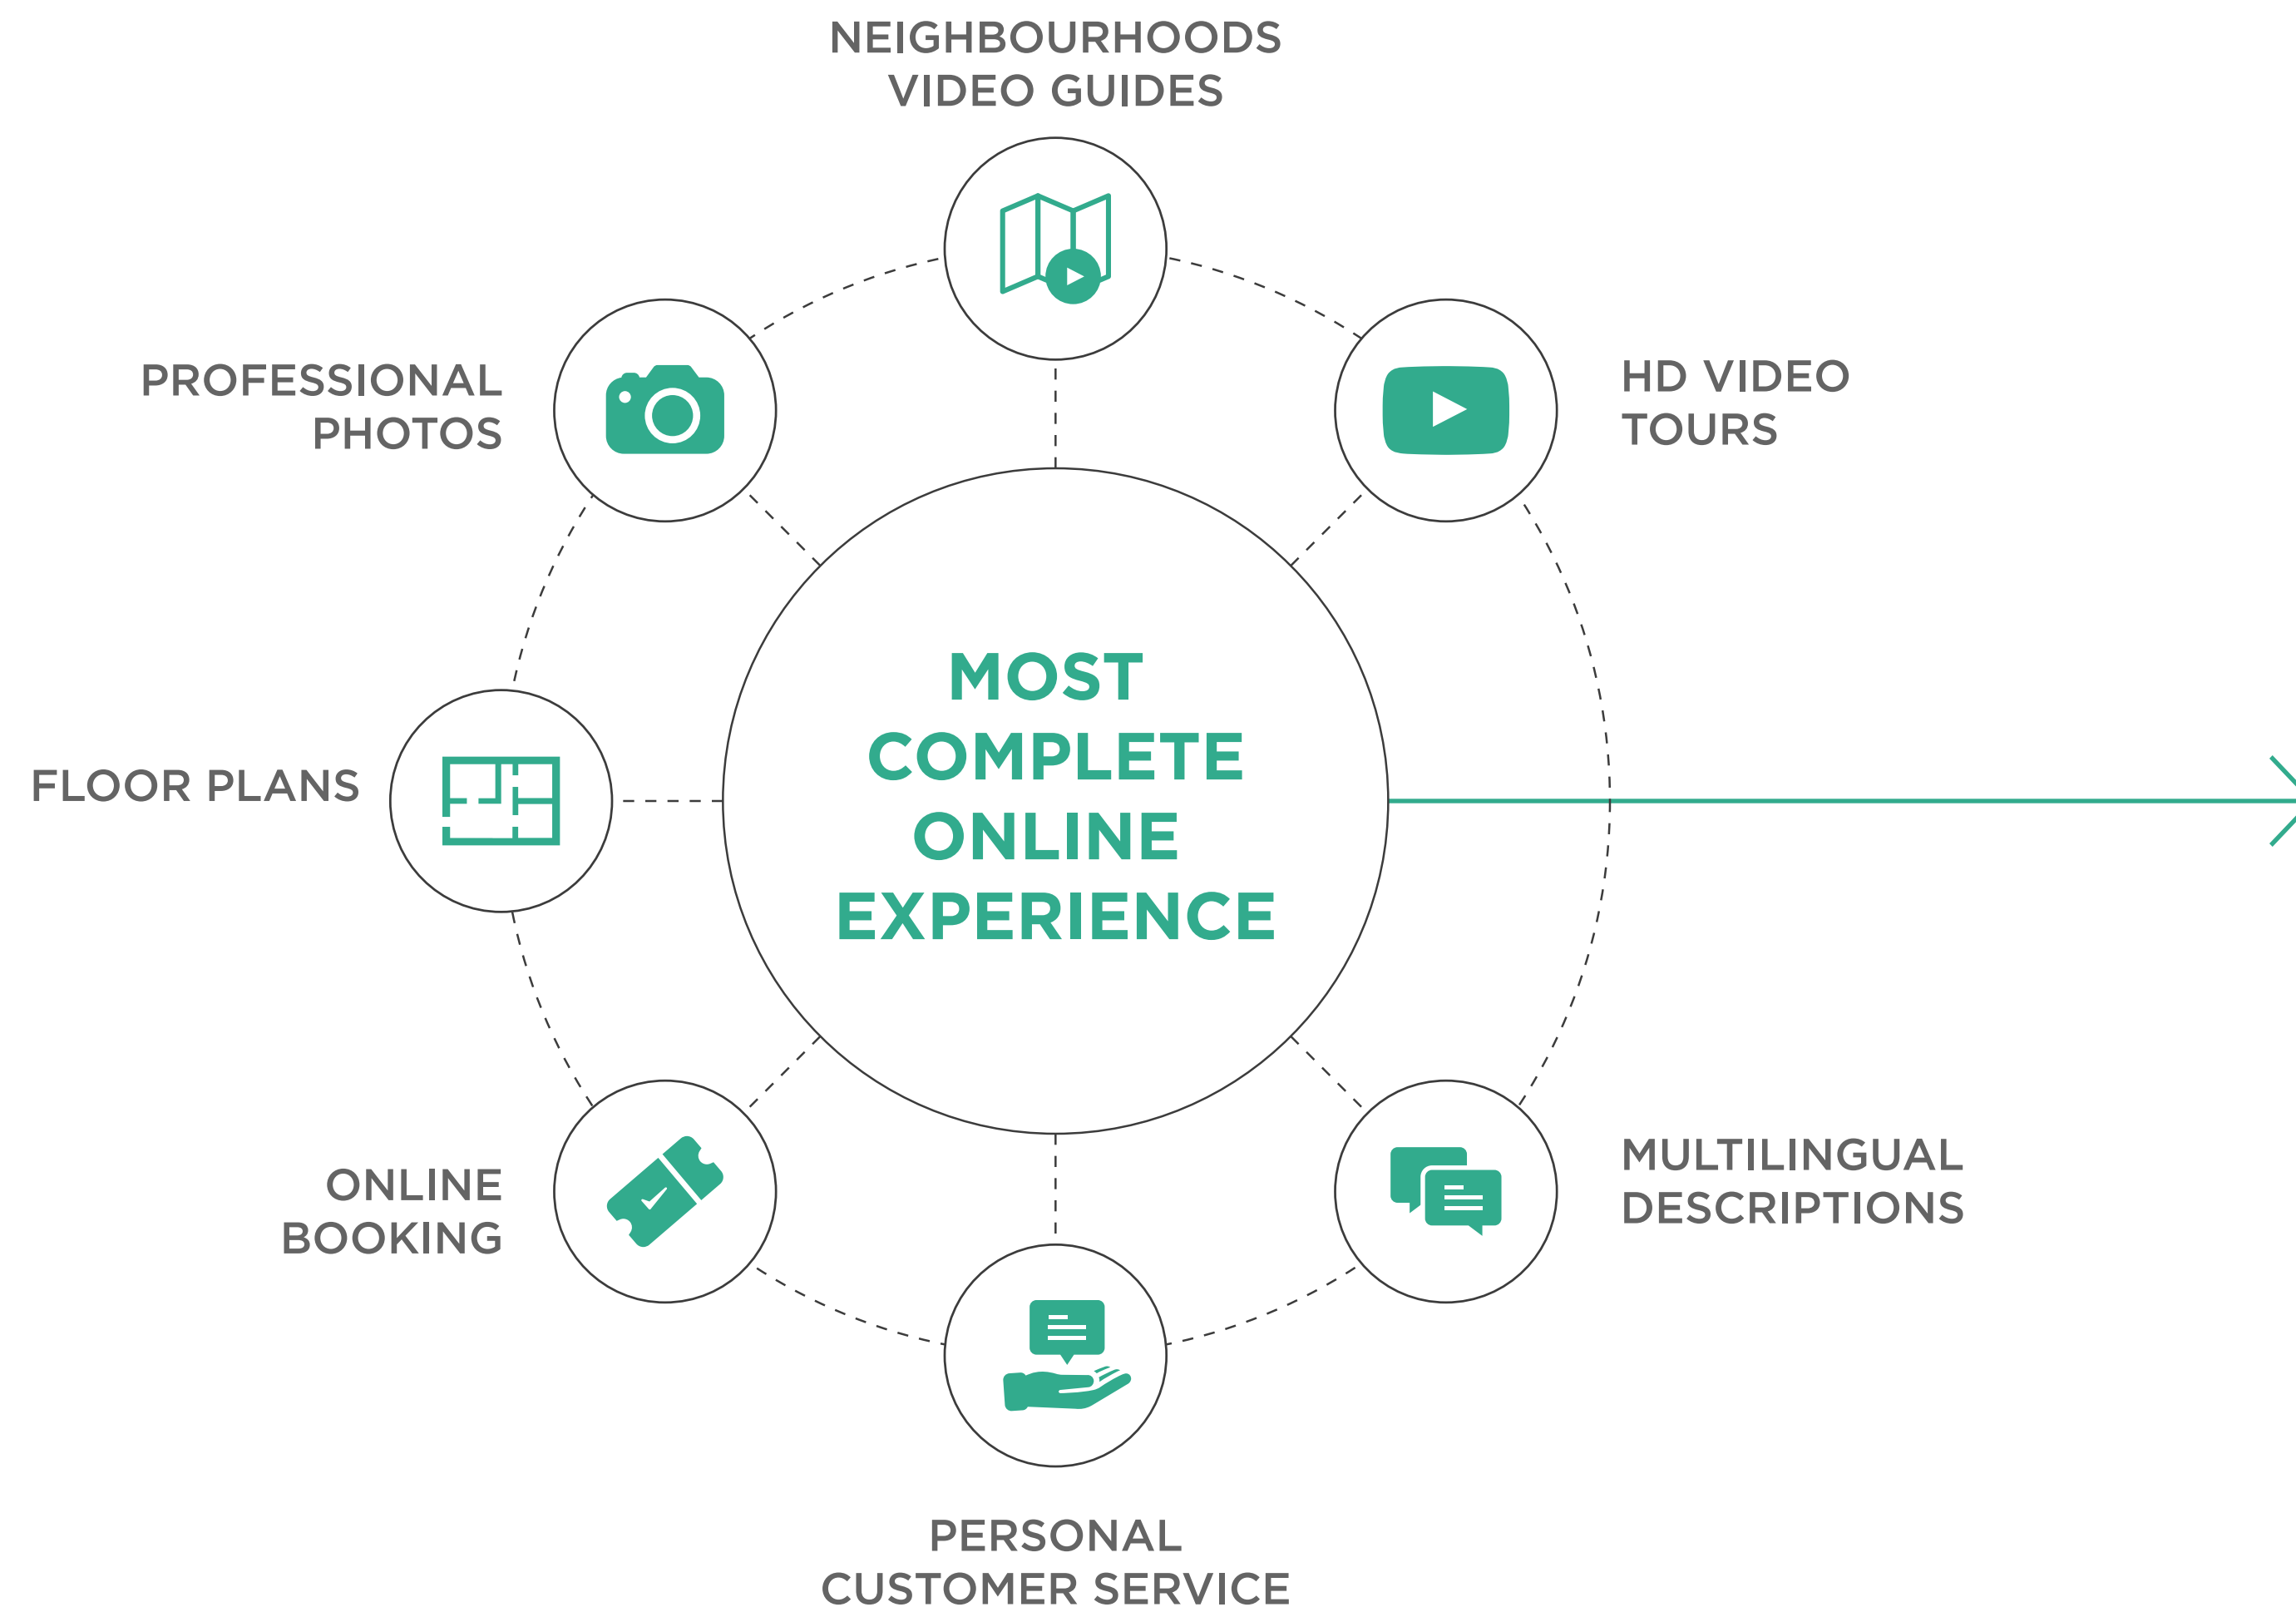 NEIGHBOURHOODS
VIDEO GUIDES
PROFESSIONAL
PHOTOS
HD VIDEO
TOURS
FLOOR PLANS
MOST
COMPLETE
ONLINE
EXPERIENCE
ONLINE
BOOKING
MULTILINGUAL
DESCRIPTIONS
PERSONAL
CUSTOMER SERVICE